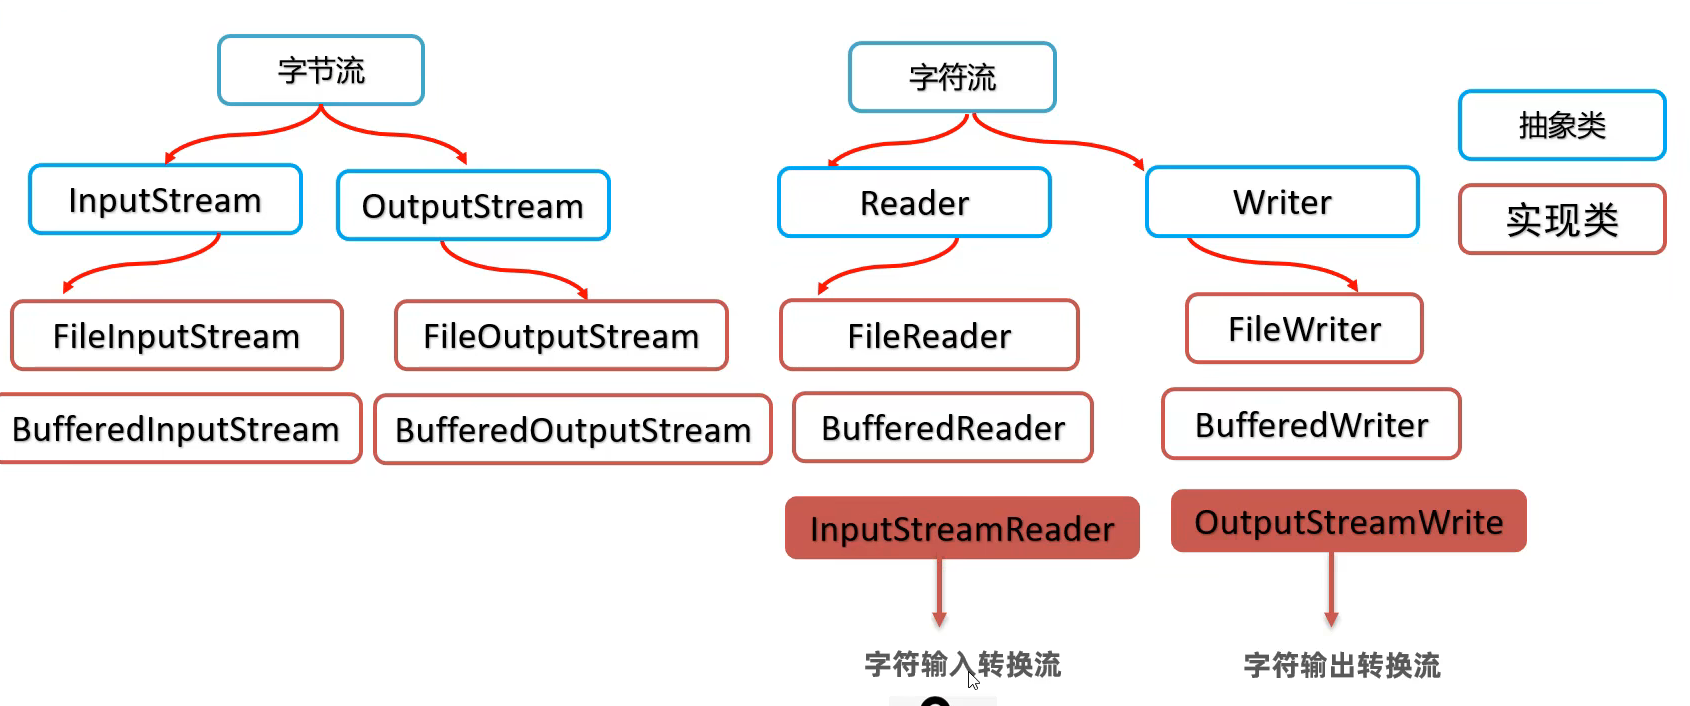 字节流
字符流
抽象类
InputStream
OutputStream
Reader
Writer
实现类
FileInputStream
FileOutputStream
FileReader
FileWriter
BufferedInputStream
BufferedOutputStream
BufferedReader
BufferedWriter
InputStreamReader
OutputStreamWrite
字符输入转换流
字符输出转换流